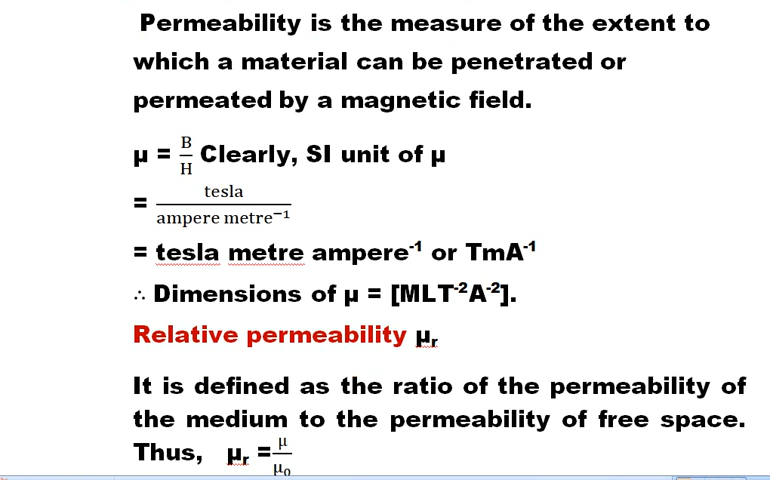 Permeability is the measure of the extent to
which a material can be penetrated or
permeated by a magnetic field.
μ = B/H Clearly, SI unit of μ
= tesla/ampere metre⁻¹
= tesla metre ampere⁻¹ or TmA⁻¹
∴ Dimensions of μ = [MLT⁻²A⁻²].
Relative permeability μᵣ
It is defined as the ratio of the permeability of
the medium to the permeability of free space.
Thus, μᵣ = μ/μ₀